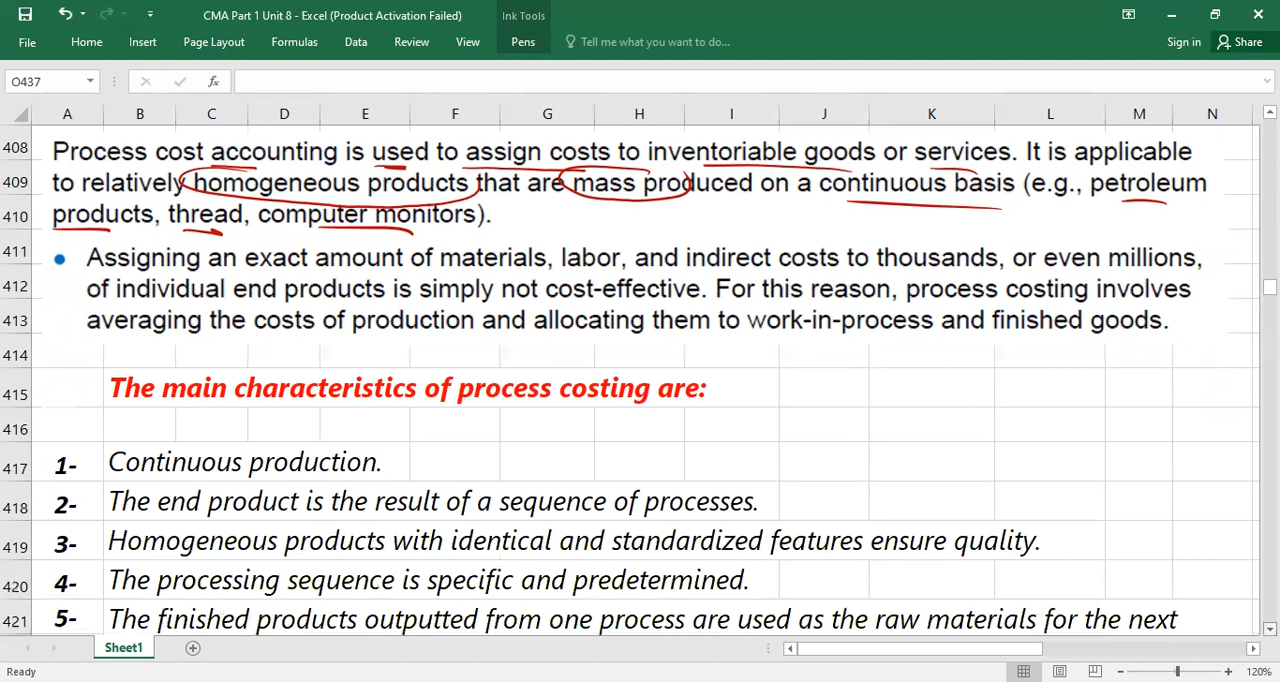 CMA Part 1 Unit 8 - Excel (Product Activation Failed)
Ink Tools
File
Home
Insert
Page Layout
Formulas
Data
Review
View
Pens
Tell me what you want to do...
Sign in
Share
O437
fx
A B C D E F G H I J K L M N
408 Process cost accounting is used to assign costs to inventoriable goods or services. It is applicable
409 to relatively homogeneous products that are mass produced on a continuous basis (e.g., petroleum
410 products, thread, computer monitors).
411 • Assigning an exact amount of materials, labor, and indirect costs to thousands, or even millions,
412 of individual end products is simply not cost-effective. For this reason, process costing involves
413 averaging the costs of production and allocating them to work-in-process and finished goods.
414
415 The main characteristics of process costing are:
416
417 1- Continuous production.
418 2- The end product is the result of a sequence of processes.
419 3- Homogeneous products with identical and standardized features ensure quality.
420 4- The processing sequence is specific and predetermined.
421 5- The finished products outputted from one process are used as the raw materials for the next
Sheet1
Ready
120%